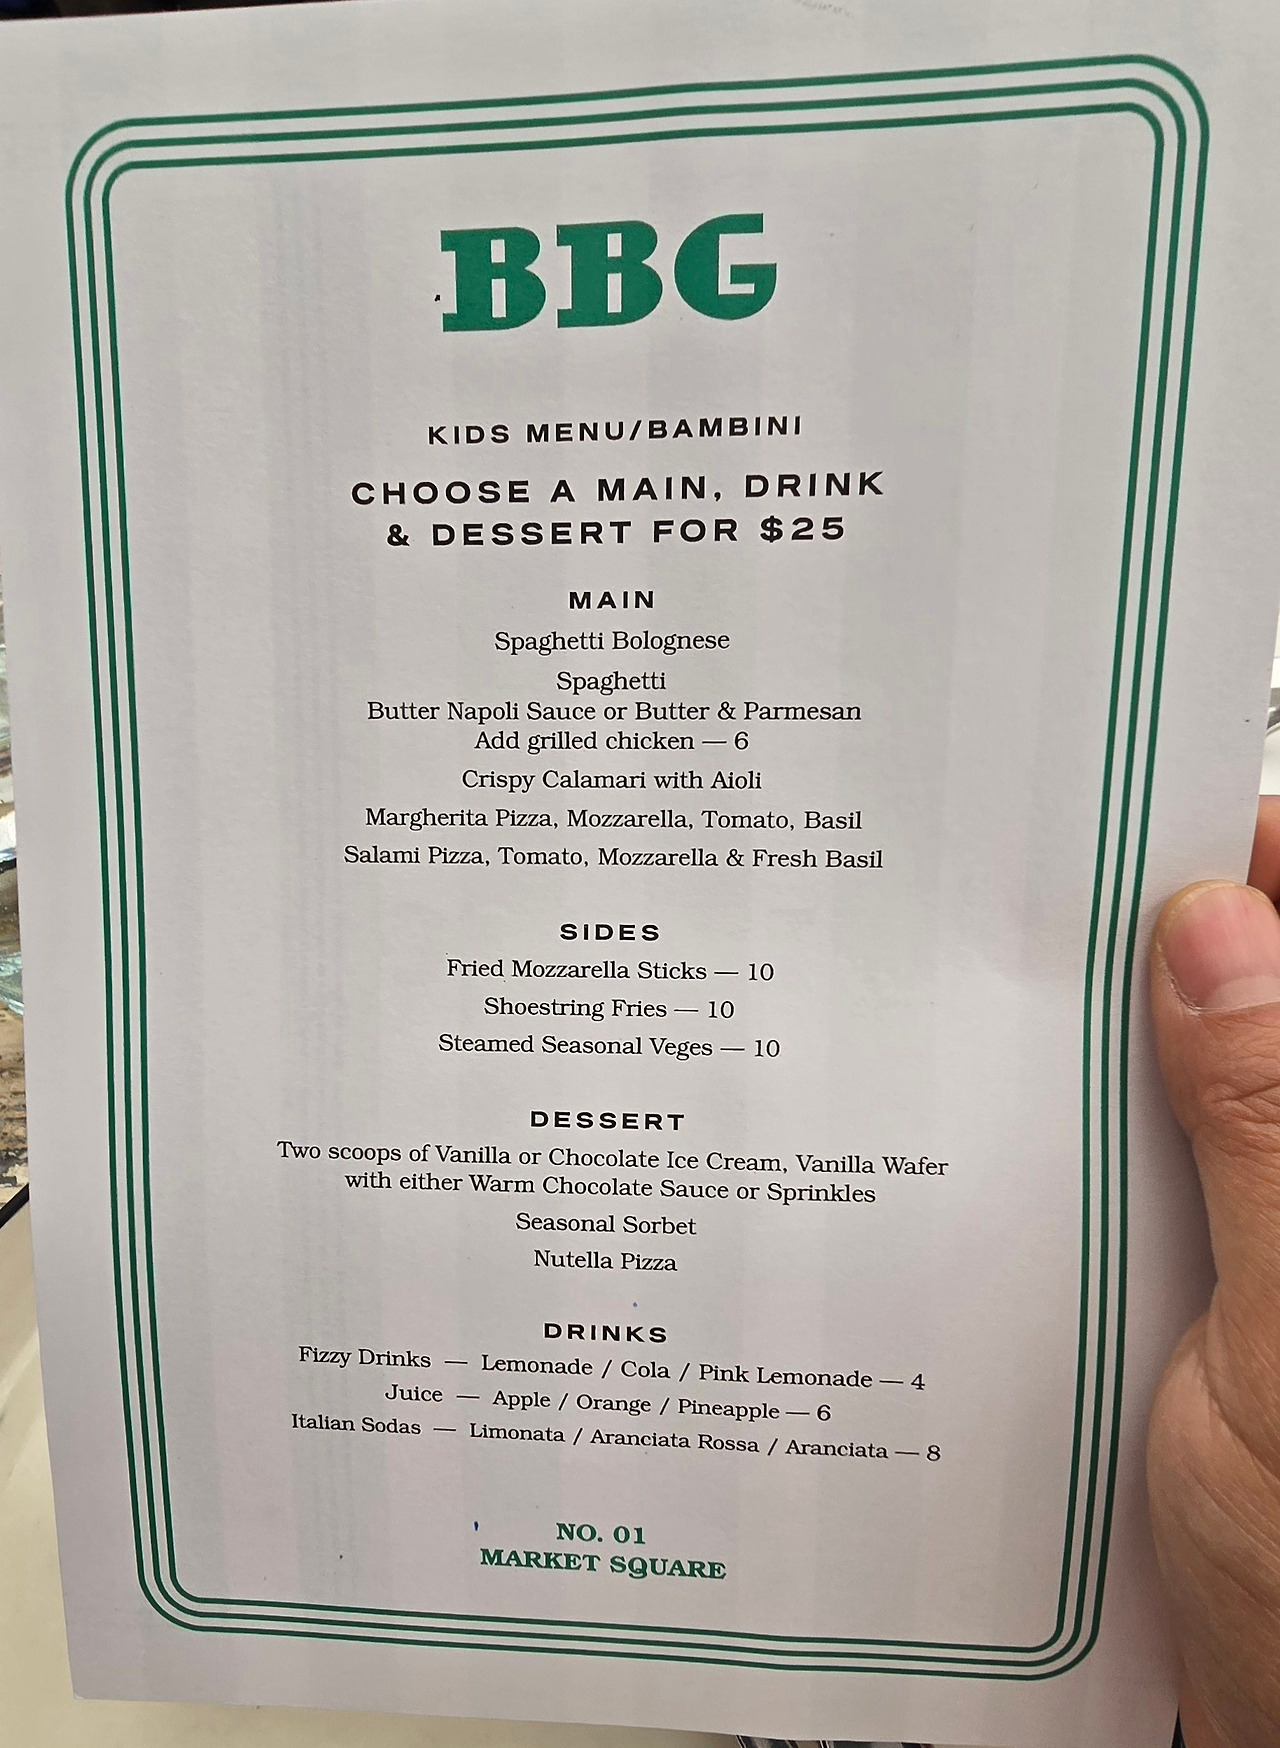 BBG
KIDS MENU/BAMBINI
CHOOSE A MAIN, DRINK
& DESSERT FOR $25
MAIN
Spaghetti Bolognese
Spaghetti
Butter Napoli Sauce or Butter & Parmesan
Add grilled chicken — 6
Crispy Calamari with Aioli
Margherita Pizza, Mozzarella, Tomato, Basil
Salami Pizza, Tomato, Mozzarella & Fresh Basil
SIDES
Fried Mozzarella Sticks — 10
Shoestring Fries — 10
Steamed Seasonal Veges — 10
DESSERT
Two scoops of Vanilla or Chocolate Ice Cream, Vanilla Wafer
with either Warm Chocolate Sauce or Sprinkles
Seasonal Sorbet
Nutella Pizza
DRINKS
Fizzy Drinks — Lemonade / Cola / Pink Lemonade — 4
Juice — Apple / Orange / Pineapple — 6
Italian Sodas — Limonata / Aranciata Rossa / Aranciata — 8
NO. 01
MARKET SQUARE